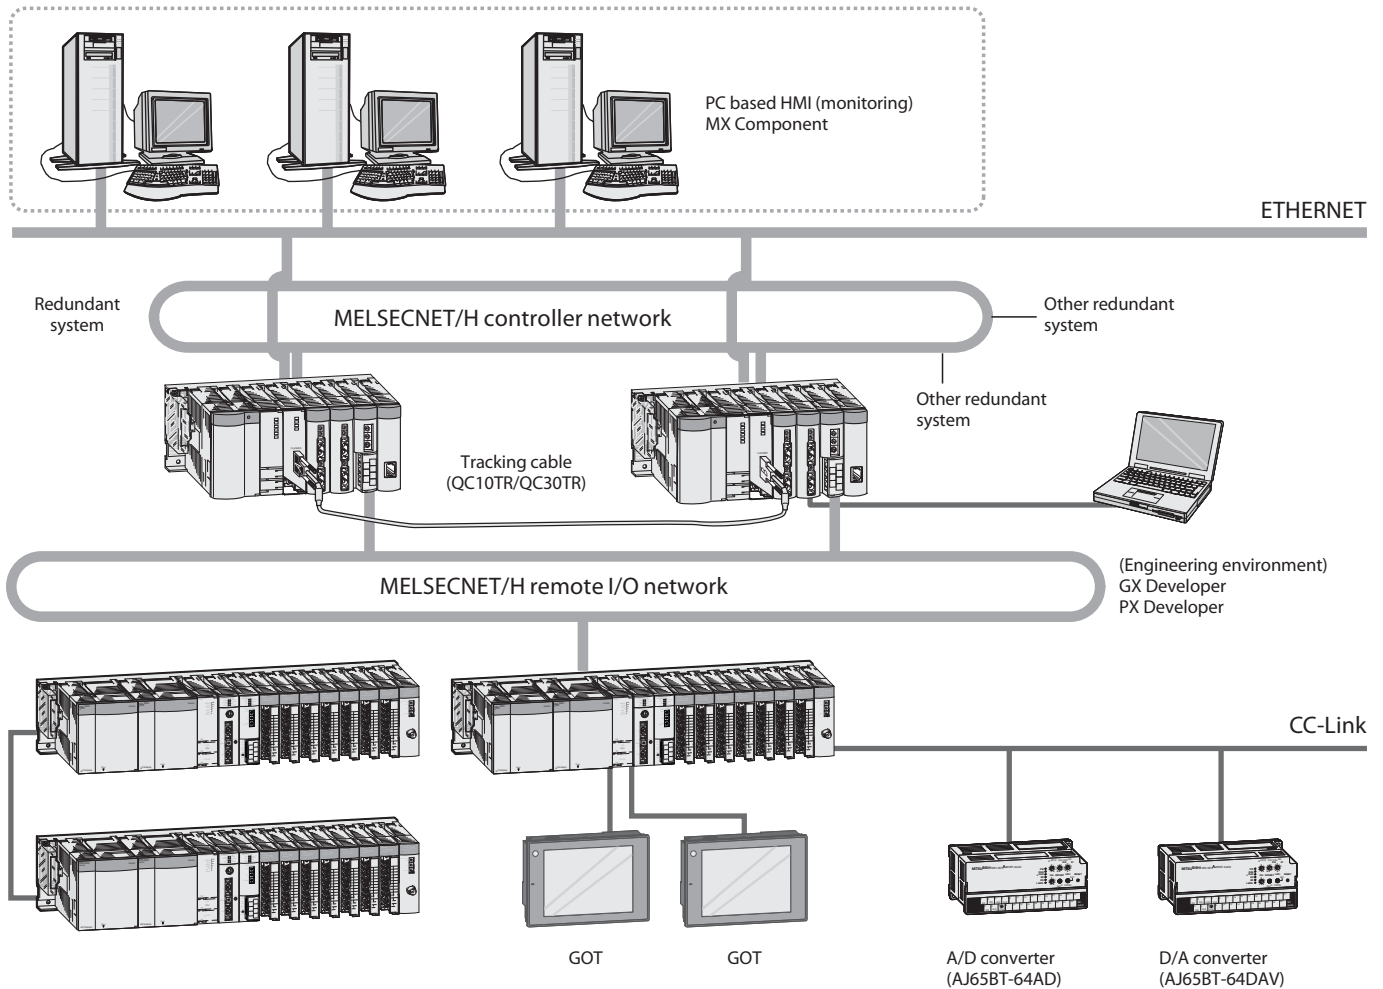 PC based HMI (monitoring)
MX Component
ETHERNET
Redundant
system
MELSECNET/H controller network
Other redundant
system
Other redundant
system
Tracking cable
(QC10TR/QC30TR)
MELSECNET/H remote I/O network
(Engineering environment)
GX Developer
PX Developer
CC-Link
GOT
GOT
A/D converter
(AJ65BT-64AD)
D/A converter
(AJ65BT-64DAV)